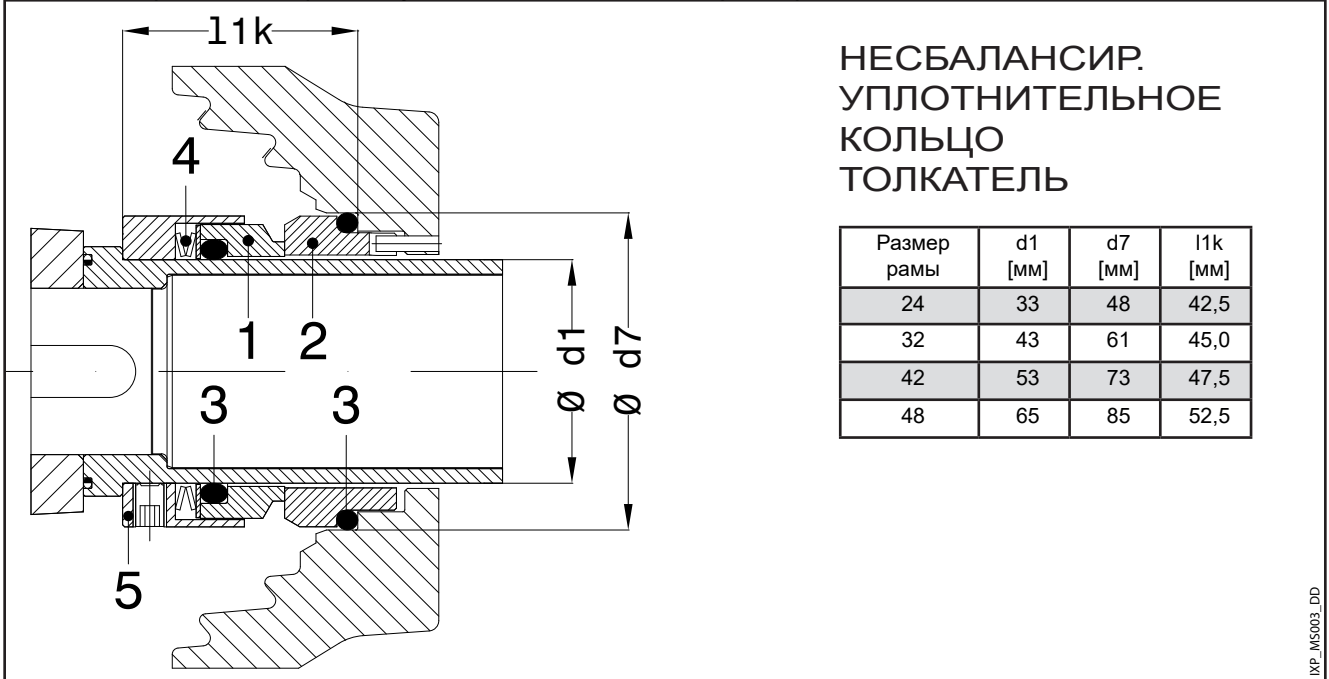 l1k
4
1
2
3
3
5
Ø d1
Ø d7
НЕСБАЛАНСИР.
УПЛОТНИТЕЛЬНОЕ
КОЛЬЦО
ТОЛКАТЕЛЬ
Размер рамы d1 [мм] d7 [мм] l1k [мм]
24 33 48 42,5
32 43 61 45,0
42 53 73 47,5
48 65 85 52,5
IXP_MS003_DD